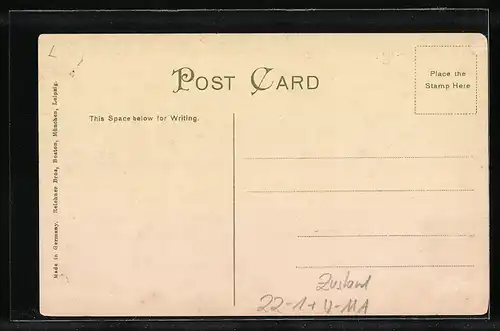 POST CARD
Place the
Stamp Here
This Space below for Writing.
Made in Germany. Reichner Bros, Boston, München, Leipzig.
Zustand
22-1+